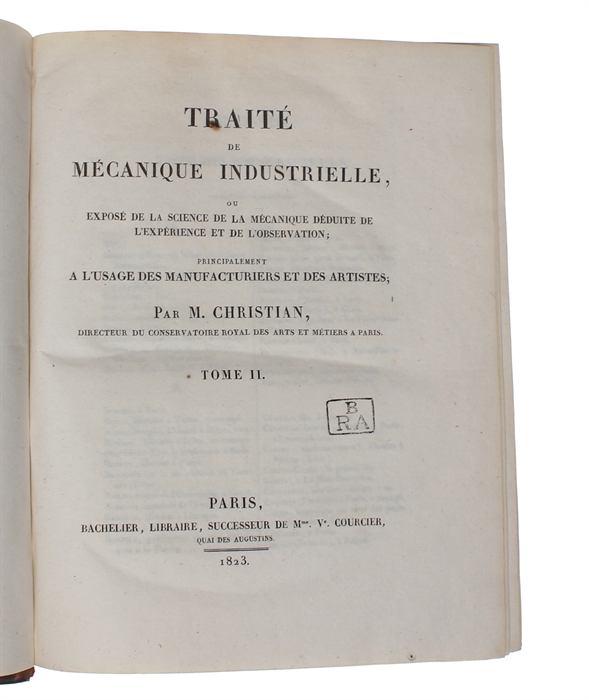 TRAITÉ
DE
MÉCANIQUE INDUSTRIELLE,
OU
EXPOSÉ DE LA SCIENCE DE LA MÉCANIQUE DÉDUITE DE
L'EXPÉRIENCE ET DE L'OBSERVATION;
PRINCIPALEMENT
A L'USAGE DES MANUFACTURIERS ET DES ARTISTES;
PAR M. CHRISTIAN,
DIRECTEUR DU CONSERVATOIRE ROYAL DES ARTS ET MÉTIERS A PARIS.
TOME II.
B
RA
PARIS,
BACHELIER, LIBRAIRE, SUCCESSEUR DE Mme. Ve. COURCIER,
QUAI DES AUGUSTINS.
1823.